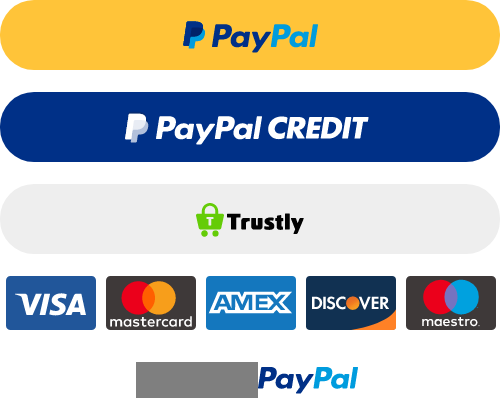 PayPal
PayPal CREDIT
T Trustly
VISA mastercard AMEX DISCOVER maestro
PayPal